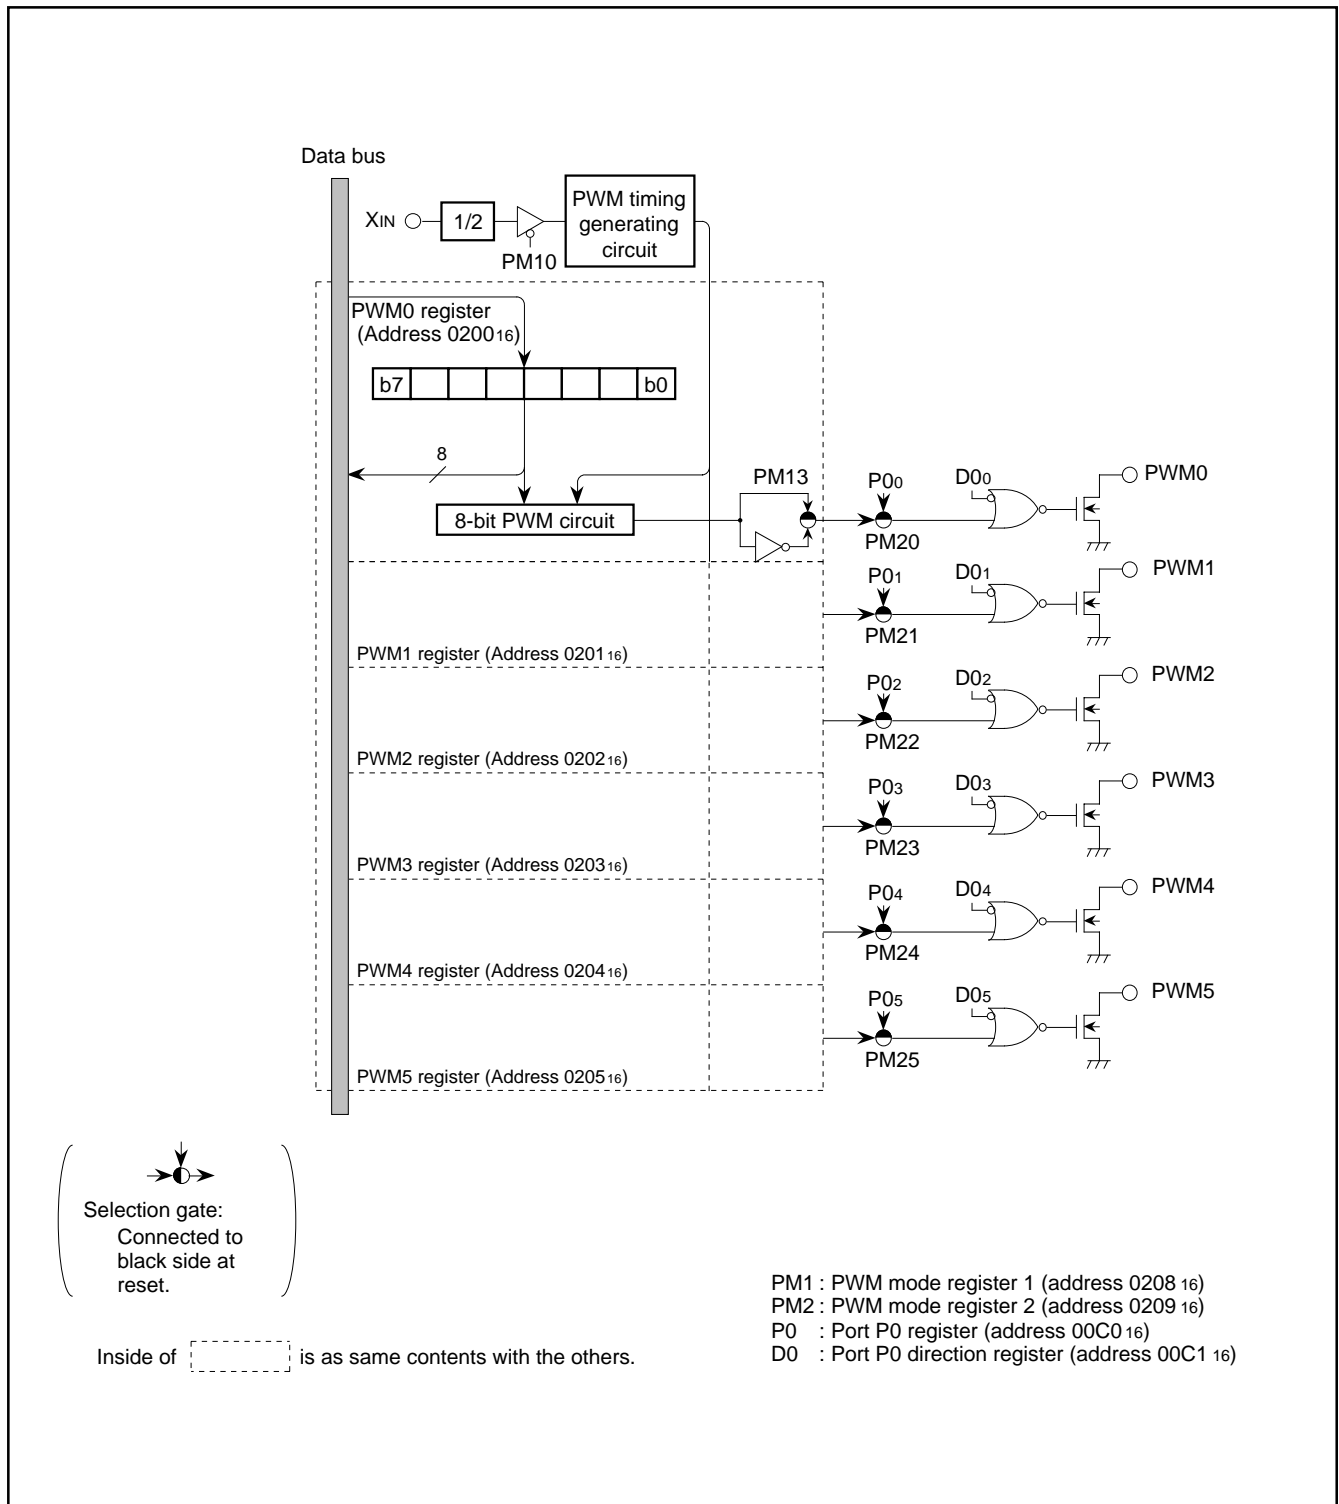 Data bus
XIN
1/2
PM10
PWM timing
generating
circuit
PWM0 register
(Address 020016)
b7
b0
8
8-bit PWM circuit
PM13
P00
PM20
D00
PWM0
P01
PM21
D01
PWM1
PWM1 register (Address 020116)
P02
PM22
D02
PWM2
PWM2 register (Address 020216)
P03
PM23
D03
PWM3
PWM3 register (Address 020316)
P04
PM24
D04
PWM4
PWM4 register (Address 020416)
P05
PM25
D05
PWM5
PWM5 register (Address 020516)
Selection gate:
Connected to
black side at
reset.
Inside of is as same contents with the others.
PM1 : PWM mode register 1 (address 0208 16)
PM2 : PWM mode register 2 (address 0209 16)
P0 : Port P0 register (address 00C0 16)
D0 : Port P0 direction register (address 00C1 16)